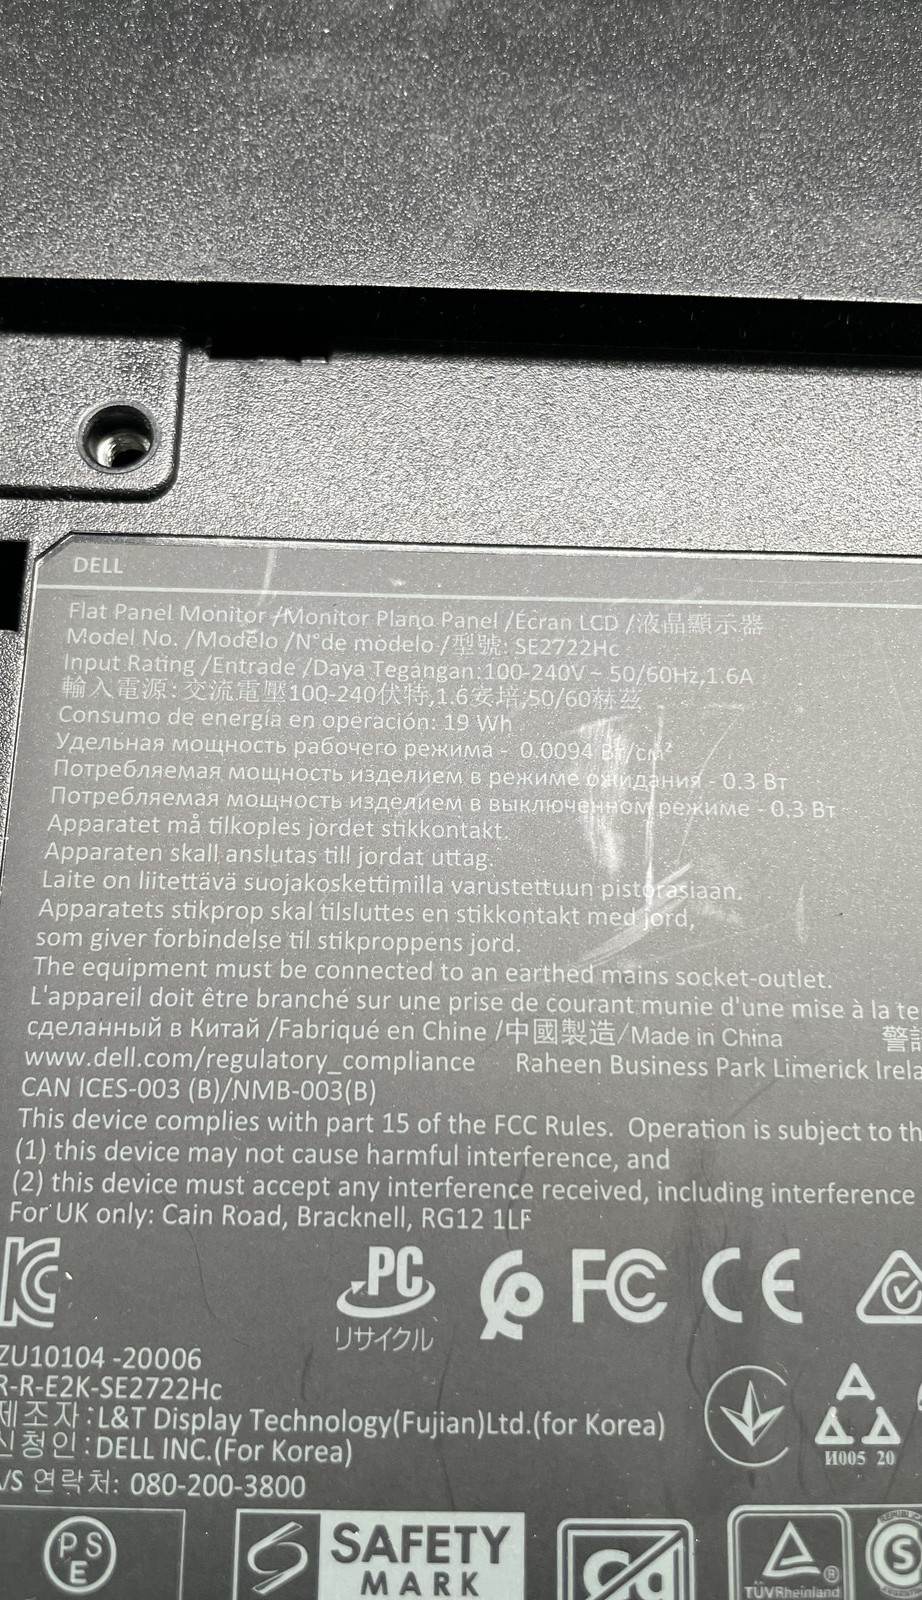 DELL
Flat Panel Monitor /Monitor Plano Panel /Écran LCD /液晶顯示器
Model No. /Modelo /N°de modelo /型號: SE2722Hc
Input Rating /Entrade /Daya Tegangan:100-240V ~ 50/60Hz,1.6A
輸入電源: 交流電壓100-240伏特,1.6安培,50/60赫兹
Consumo de energía en operación: 19 Wh
Удельная мощность рабочего режима - 0.0094 Вт/см²
Потребляемая мощность изделием в режиме ожидания - 0.3 Вт
Потребляемая мощность изделием в выключенном режиме - 0.3 Вт
Apparatet må tilkoples jordet stikkontakt.
Apparaten skall anslutas till jordat uttag.
Laite on liitettävä suojakoskettimilla varustettuun pistorasiaan.
Apparatets stikprop skal tilsluttes en stikkontakt med jord,
som giver forbindelse til stikproppens jord.
The equipment must be connected to an earthed mains socket-outlet.
L'appareil doit être branché sur une prise de courant munie d'une mise à la te
сделанный в Китай /Fabriqué en Chine /中國製造/Made in China 警
www.dell.com/regulatory_compliance Raheen Business Park Limerick Irela
CAN ICES-003 (B)/NMB-003(B)
This device complies with part 15 of the FCC Rules. Operation is subject to th
(1) this device may not cause harmful interference, and
(2) this device must accept any interference received, including interference
For UK only: Cain Road, Bracknell, RG12 1LF
PC FC CE
リサイクル
ZU10104 -20006
R-R-E2K-SE2722Hc
제조자:L&T Display Technology(Fujian)Ltd.(for Korea)
신청인:DELL INC.(For Korea)
A/S 연락처: 080-200-3800
И005 20
PSE
SAFETY
MARK
TÜVRheinland